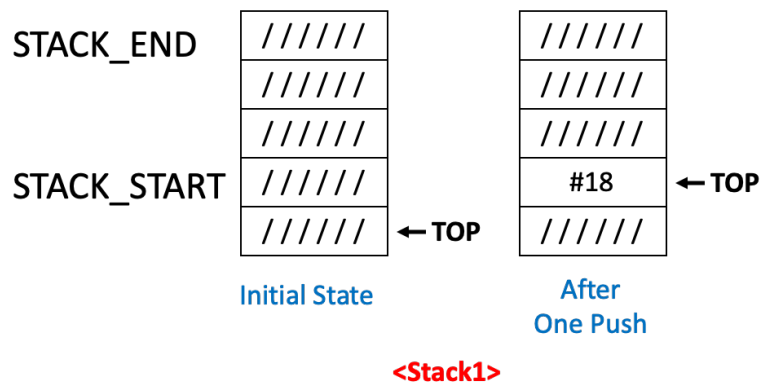 STACK_END
//////
//////
//////
//////
//////
STACK_START
//////
//////
//////
#18
← TOP
//////
//////
← TOP
Initial State
After
One Push
<Stack1>